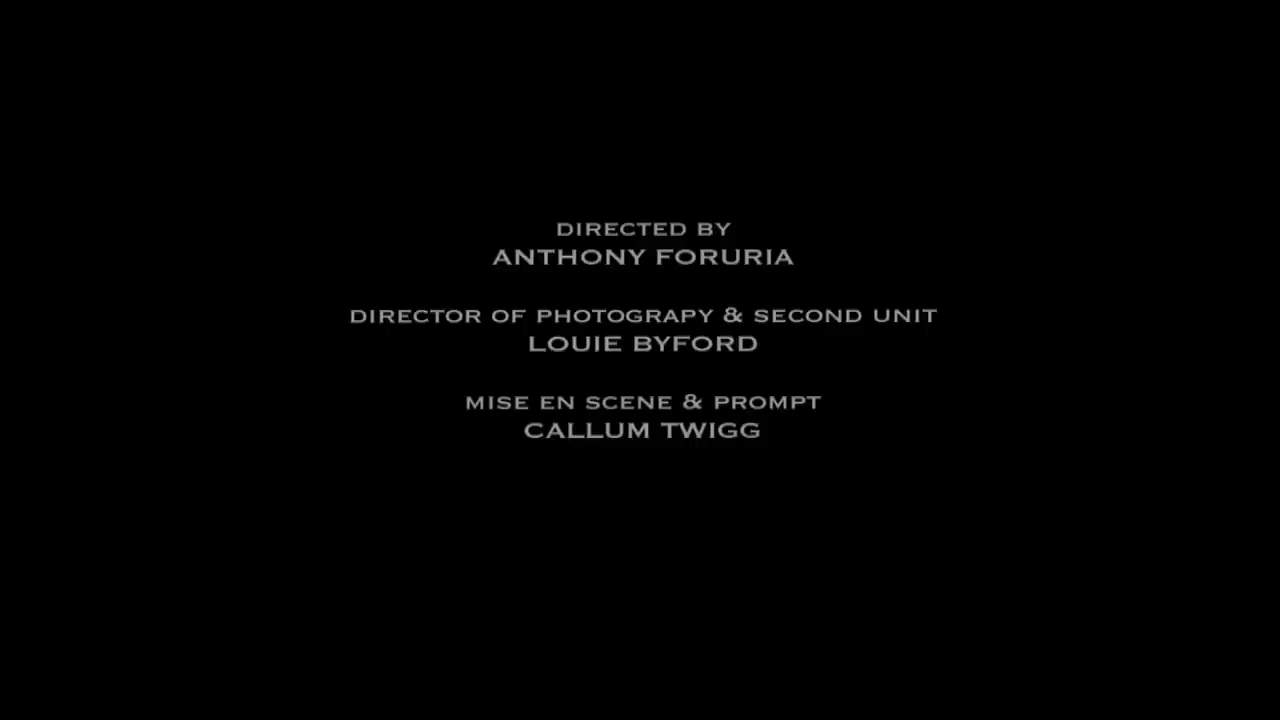 DIRECTED BY
ANTHONY FORURIA
DIRECTOR OF PHOTOGRAPY & SECOND UNIT
LOUIE BYFORD
MISE EN SCENE & PROMPT
CALLUM TWIGG